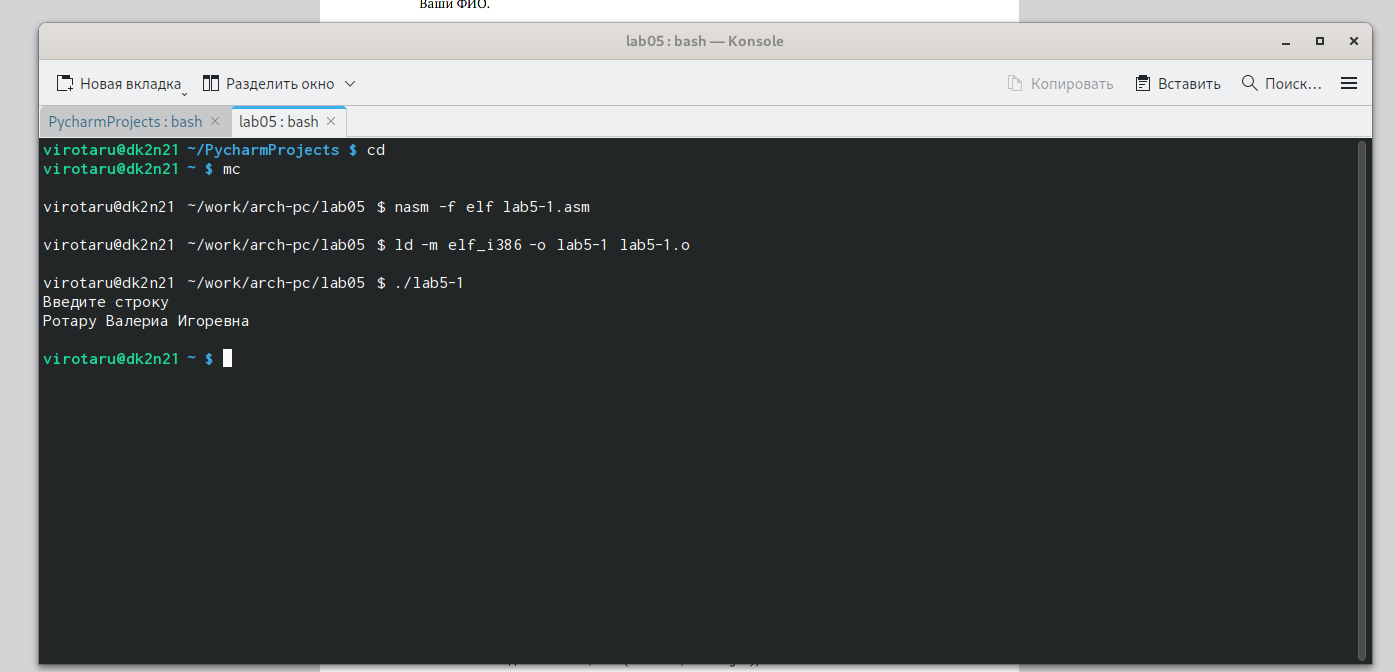 Ваши ФИО.
lab05 : bash — Konsole
Новая вкладка Разделить окно Копировать Вставить Поиск...
PycharmProjects : bash lab05 : bash
virotaru@dk2n21 ~/PycharmProjects $ cd
virotaru@dk2n21 ~ $ mc
virotaru@dk2n21 ~/work/arch-pc/lab05 $ nasm -f elf lab5-1.asm
virotaru@dk2n21 ~/work/arch-pc/lab05 $ ld -m elf_i386 -o lab5-1 lab5-1.o
virotaru@dk2n21 ~/work/arch-pc/lab05 $ ./lab5-1
Введите строку
Ротару Валериа Игоревна
virotaru@dk2n21 ~ $